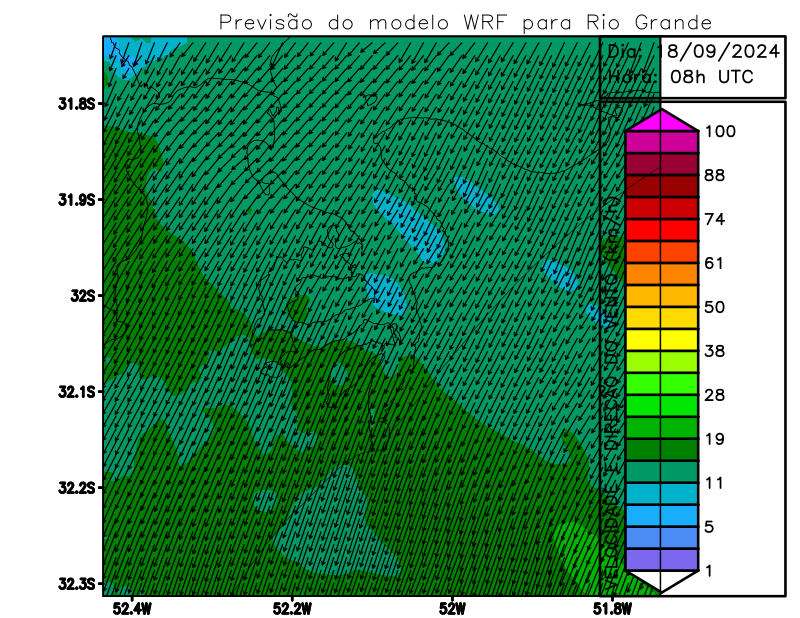 Previsão do modelo WRF para Rio Grande
Dia: 18/09/2024
Hora: 08h UTC
VELOCIDADE E DIREÇÃO DO VENTO (km/h)
100
88
74
61
50
38
28
19
11
5
1
31.8S
31.9S
32S
32.1S
32.2S
32.3S
52.4W 52.2W 52W 51.8W